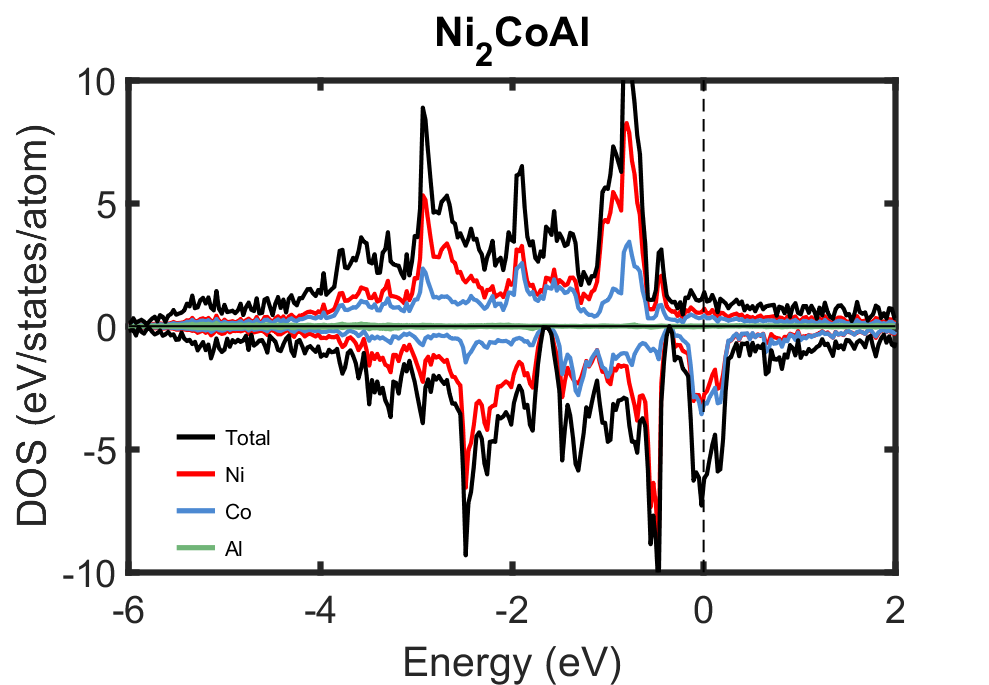 Ni₂CoAl
10
5
0
-5
-10
DOS (eV/states/atom)
Total
Ni
Co
Al
-6 -4 -2 0 2
Energy (eV)